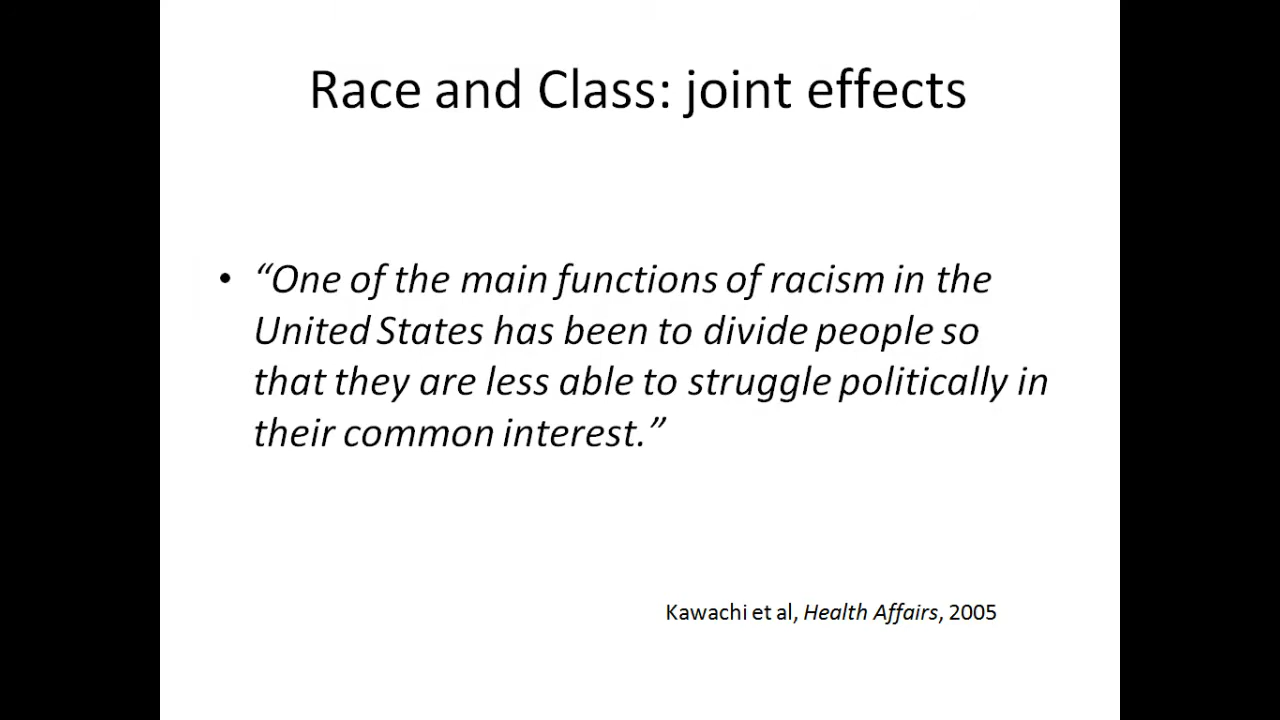 Race and Class: joint effects
• “One of the main functions of racism in the
United States has been to divide people so
that they are less able to struggle politically in
their common interest.”
Kawachi et al, Health Affairs, 2005